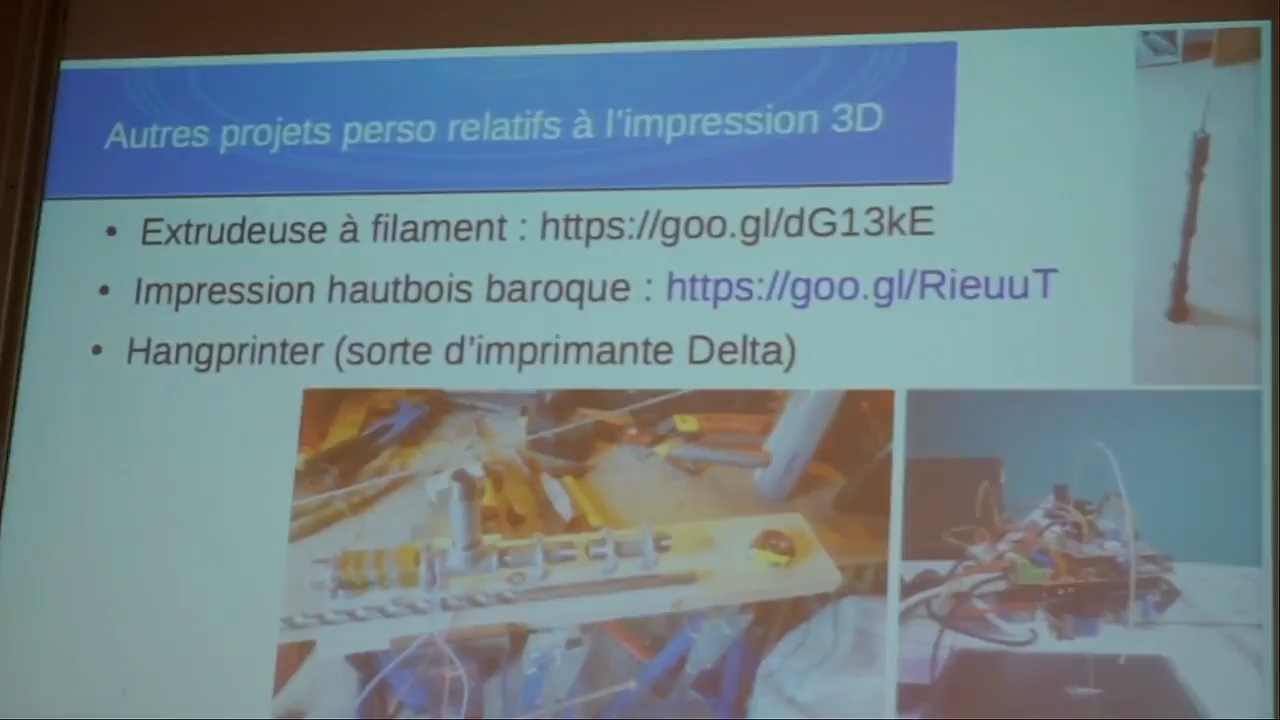 Autres projets perso relatifs à l'impression 3D
• Extrudeuse à filament : https://goo.gl/dG13kE
• Impression hautbois baroque : https://goo.gl/RieuuT
• Hangprinter (sorte d'imprimante Delta)